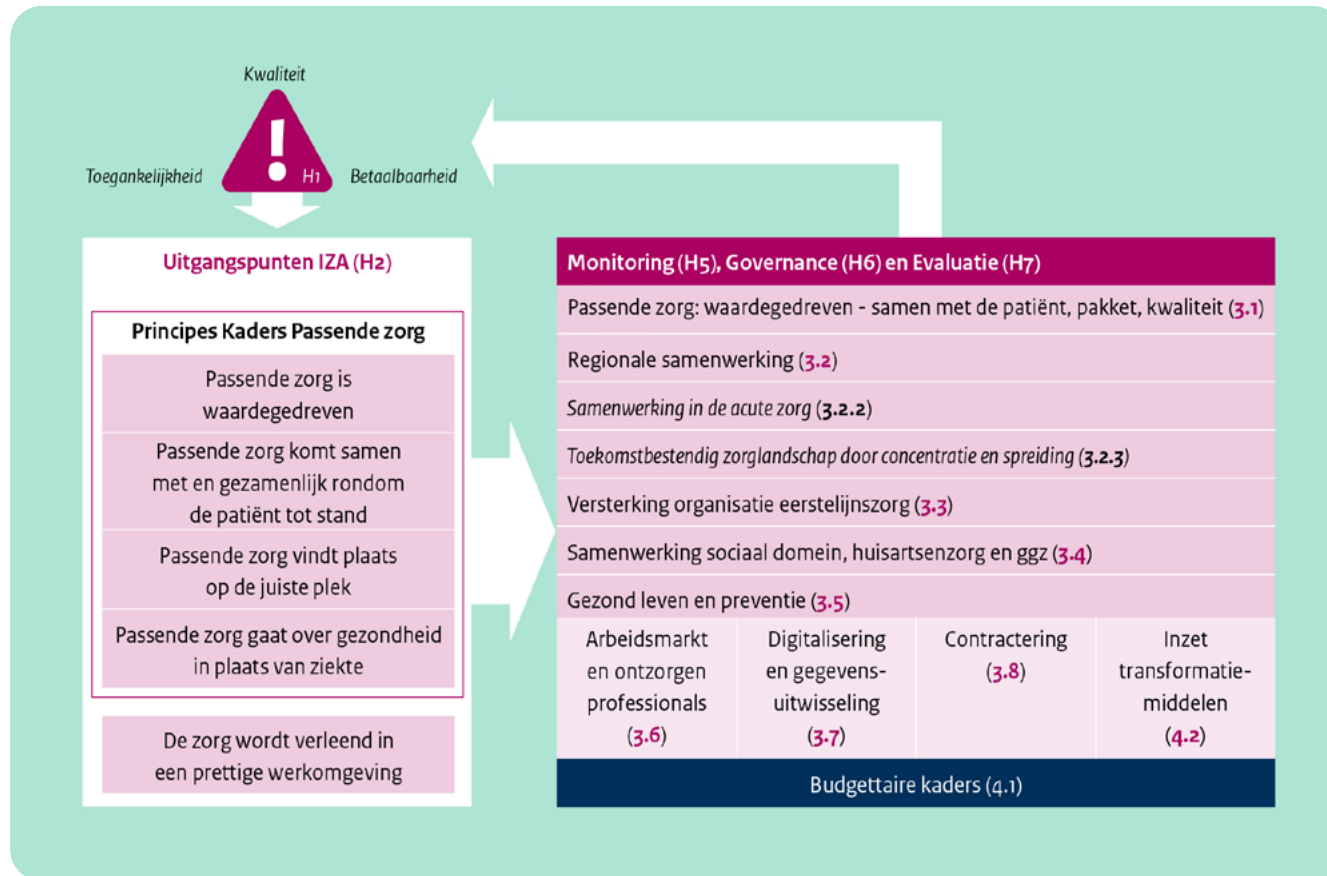 Kwaliteit
!
H1
Toegankelijkheid
Betaalbaarheid
Uitgangspunten IZA (H2)
Principes Kaders Passende zorg
Passende zorg is
waardegedreven
Passende zorg komt samen
met en gezamenlijk rondom
de patiënt tot stand
Passende zorg vindt plaats
op de juiste plek
Passende zorg gaat over gezondheid
in plaats van ziekte
De zorg wordt verleend in
een prettige werkomgeving
Monitoring (H5), Governance (H6) en Evaluatie (H7)
Passende zorg: waardegedreven - samen met de patiënt, pakket, kwaliteit (3.1)
Regionale samenwerking (3.2)
Samenwerking in de acute zorg (3.2.2)
Toekomstbestendig zorglandschap door concentratie en spreiding (3.2.3)
Versterking organisatie eerstelijnszorg (3.3)
Samenwerking sociaal domein, huisartsenzorg en ggz (3.4)
Gezond leven en preventie (3.5)
Arbeidsmarkt
en ontzorgen
professionals
(3.6)
Digitalisering
en gegevens-
uitwisseling
(3.7)
Contractering
(3.8)
Inzet
transformatie-
middelen
(4.2)
Budgettaire kaders (4.1)